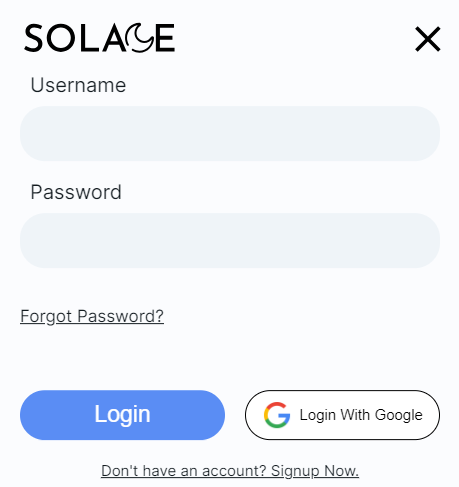 SOLACE
Username
Password
Forgot Password?
Login
Login With Google
Don't have an account? Signup Now.